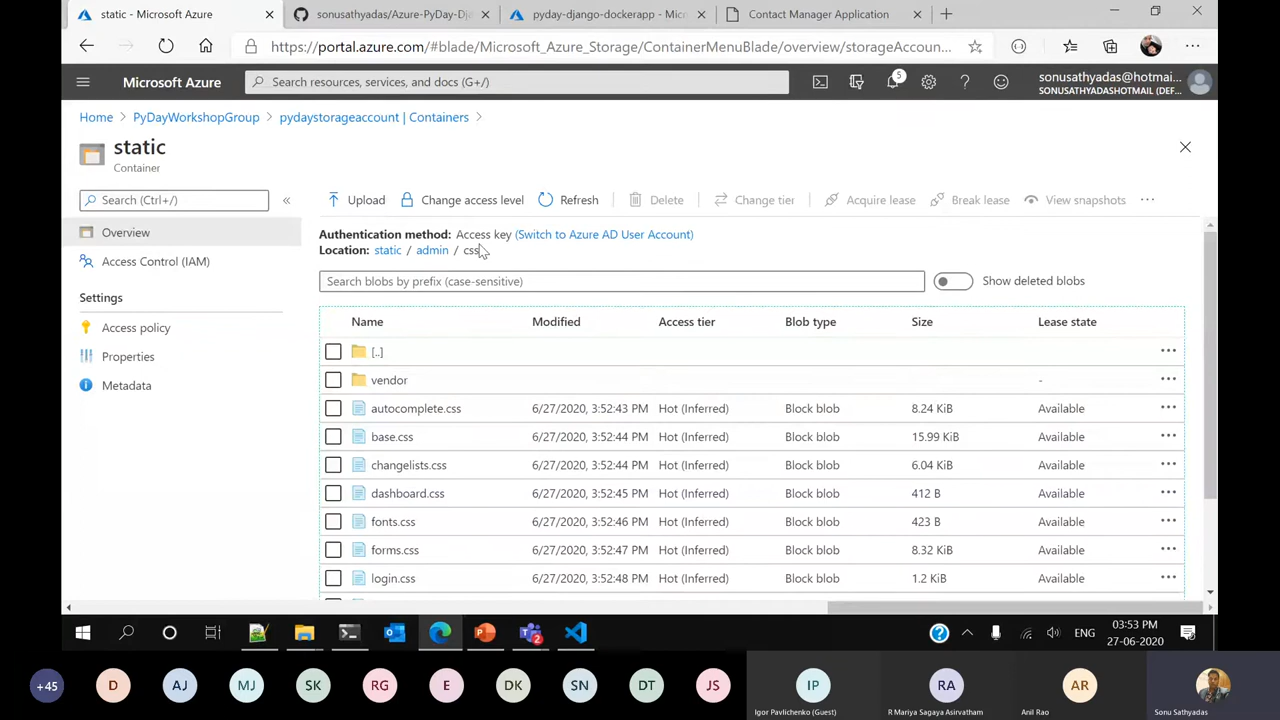 static - Microsoft Azure
sonusathyadas/Azure-PyDay-Dj
pyday-django-dockerapp - Micr
Contact Manager Application
https://portal.azure.com/#blade/Microsoft_Azure_Storage/ContainerMenuBlade/overview/storageAccoun...
Microsoft Azure
Search resources, services, and docs (G+/)
5
sonusathyadas@hotmai...
SONUSATHYADASHOTMAIL (DEF...
Home > PyDayWorkshopGroup > pydaystorageaccount | Containers >
static
Container
Search (Ctrl+/)
«
Upload
Change access level
Refresh
Delete
Change tier
Acquire lease
Break lease
View snapshots
Overview
Access Control (IAM)
Settings
Access policy
Properties
Metadata
Authentication method: Access key (Switch to Azure AD User Account)
Location: static / admin / css
Search blobs by prefix (case-sensitive)
Show deleted blobs
Name Modified Access tier Blob type Size Lease state
[..]
vendor -
autocomplete.css 6/27/2020, 3:52:43 PM Hot (Inferred) Block blob 8.24 KiB Available
base.css 6/27/2020, 3:52:44 PM Hot (Inferred) Block blob 15.99 KiB Available
changelists.css 6/27/2020, 3:52:44 PM Hot (Inferred) Block blob 6.04 KiB Available
dashboard.css 6/27/2020, 3:52:45 PM Hot (Inferred) Block blob 412 B Available
fonts.css 6/27/2020, 3:52:46 PM Hot (Inferred) Block blob 423 B Available
forms.css 6/27/2020, 3:52:47 PM Hot (Inferred) Block blob 8.32 KiB Available
login.css 6/27/2020, 3:52:48 PM Hot (Inferred) Block blob 1.2 KiB Available
ENG
03:53 PM
27-06-2020
+45
D
AJ
MJ
SK
RG
E
DK
SN
DT
JS
IP
RA
AR
Igor Pavlichenko (Guest)
R Mariya Sagaya Asirvatham
Anil Rao
Sonu Sathyadas